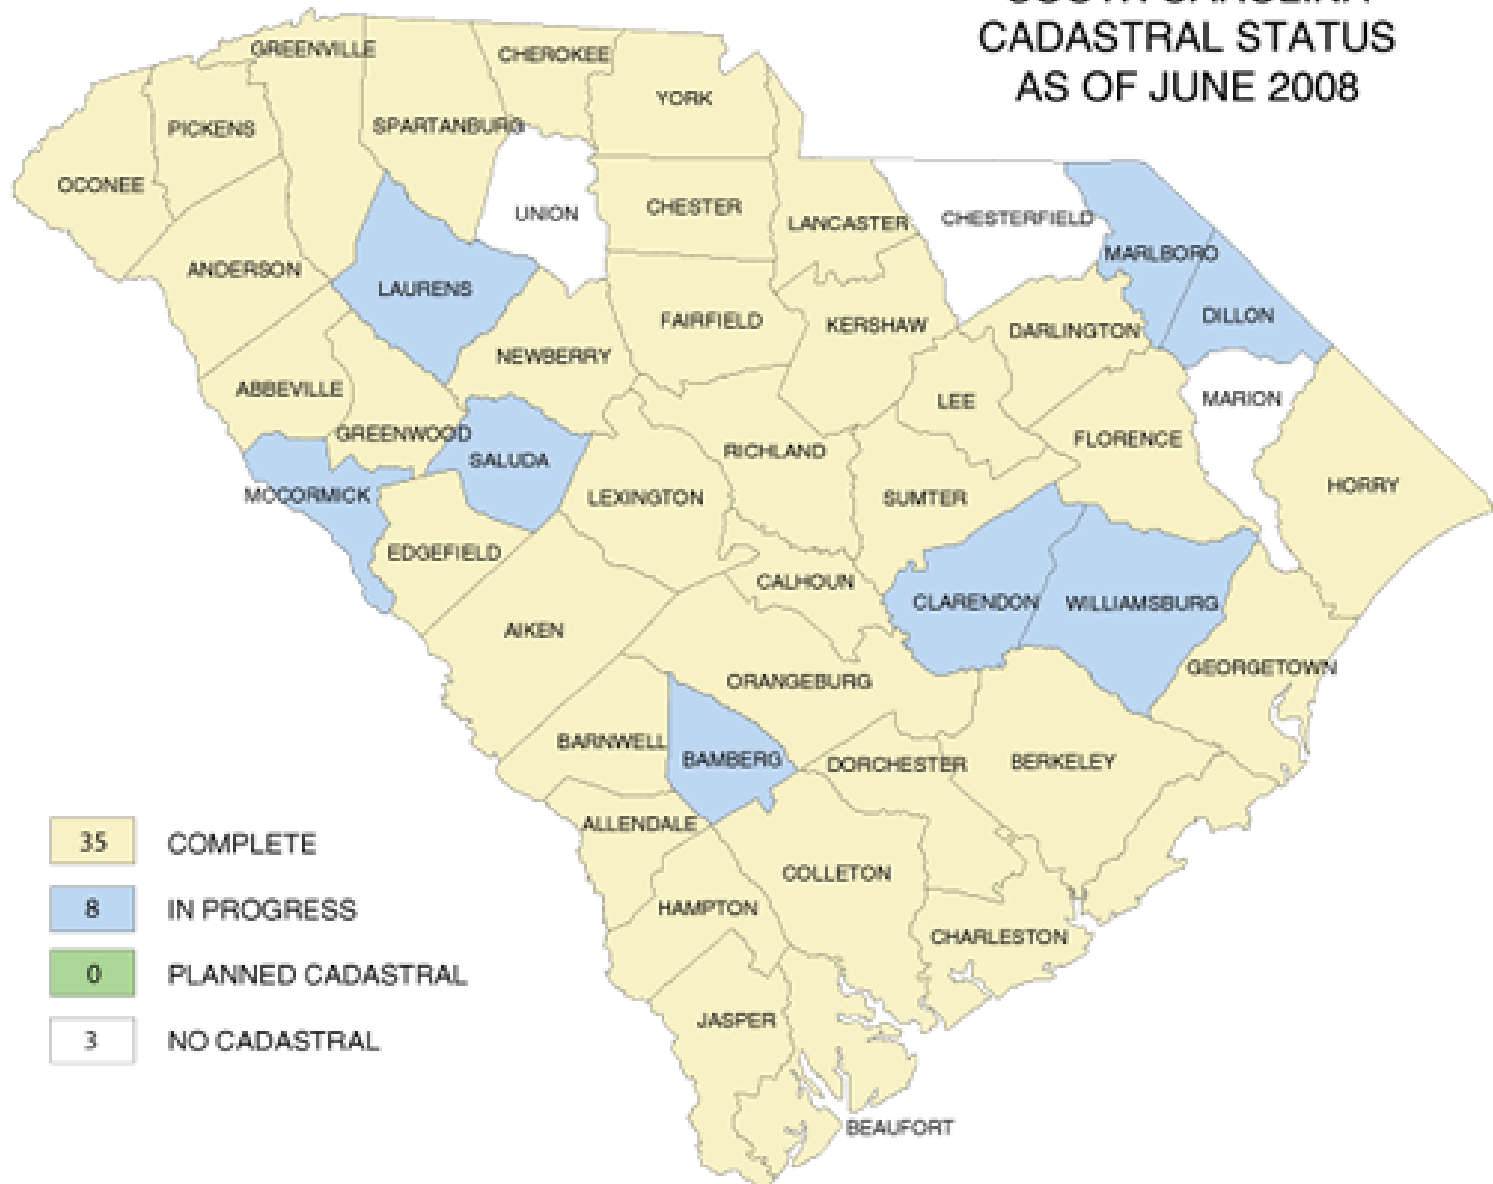 CADASTRAL STATUS
AS OF JUNE 2008
GREENVILLE
CHEROKEE
YORK
SPARTANBURG
PICKENS
OCONEE
UNION
CHESTER
LANCASTER
CHESTERFIELD
MARLBORO
ANDERSON
LAURENS
DILLON
FAIRFIELD
KERSHAW
DARLINGTON
NEWBERRY
ABBEVILLE
LEE
MARION
GREENWOOD
FLORENCE
SALUDA
RICHLAND
MCCORMICK
LEXINGTON
SUMTER
HORRY
EDGEFIELD
CALHOUN
CLARENDON
WILLIAMSBURG
AIKEN
GEORGETOWN
ORANGEBURG
BARNWELL
BAMBERG
DORCHESTER
BERKELEY
ALLENDALE
COLLETON
HAMPTON
CHARLESTON
JASPER
BEAUFORT
35 COMPLETE
8 IN PROGRESS
0 PLANNED CADASTRAL
3 NO CADASTRAL